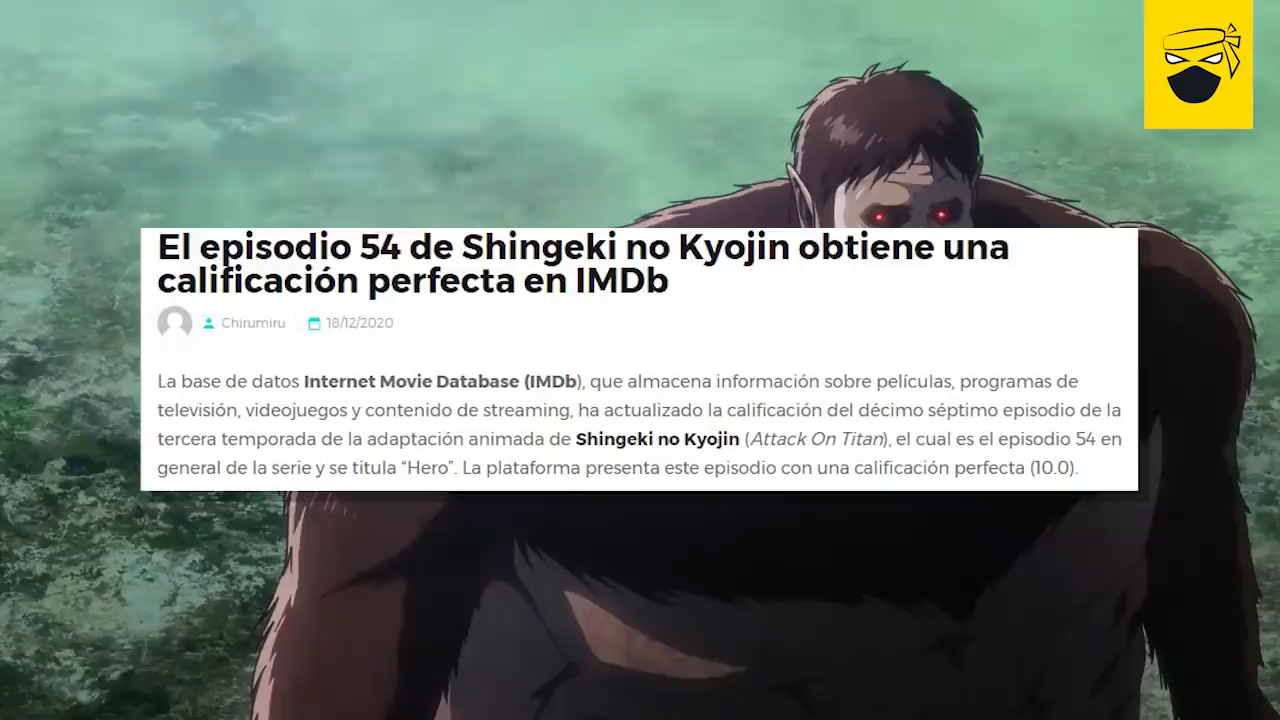 El episodio 54 de Shingeki no Kyojin obtiene una
calificación perfecta en IMDb
Chirumiru 18/12/2020
La base de datos Internet Movie Database (IMDb), que almacena información sobre películas, programas de
televisión, videojuegos y contenido de streaming, ha actualizado la calificación del décimo séptimo episodio de la
tercera temporada de la adaptación animada de Shingeki no Kyojin (Attack On Titan), el cual es el episodio 54 en
general de la serie y se titula “Hero”. La plataforma presenta este episodio con una calificación perfecta (10.0).